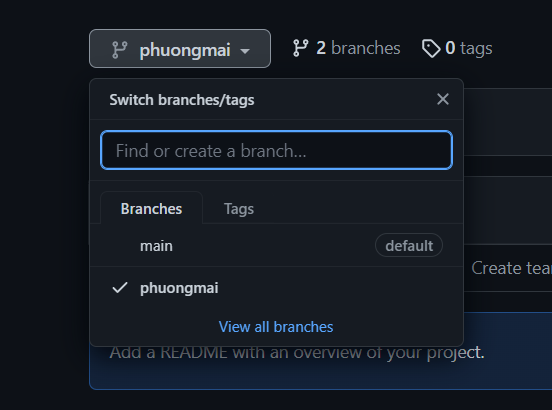 phuongmai
2 branches
0 tags
Switch branches/tags
Find or create a branch...
Branches
Tags
main
default
Create tea
phuongmai
View all branches
Add a README with an overview of your project.